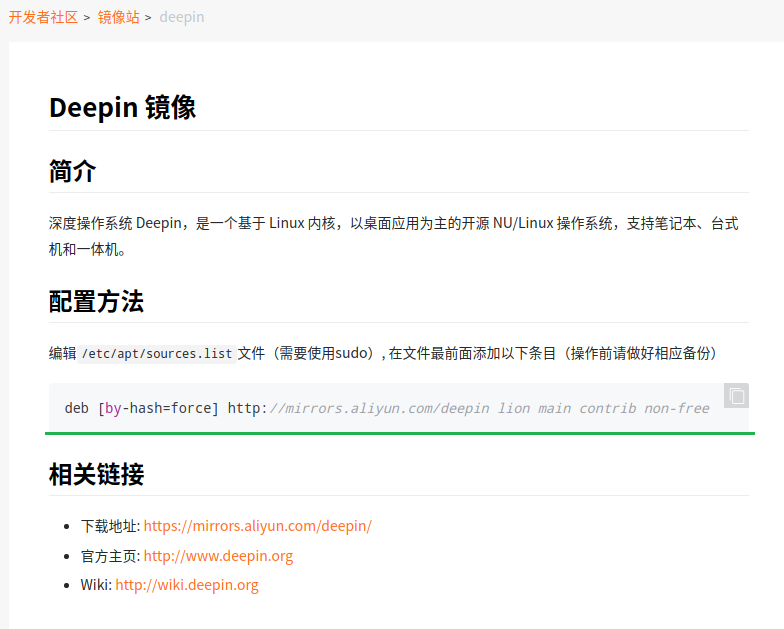 开发者社区 > 镜像站 > deepin
Deepin 镜像
简介
深度操作系统 Deepin，是一个基于 Linux 内核，以桌面应用为主的开源 NU/Linux 操作系统，支持笔记本、台式
机和一体机。
配置方法
编辑 /etc/apt/sources.list 文件（需要使用sudo）, 在文件最前面添加以下条目（操作前请做好相应备份）
deb [by-hash=force] http://mirrors.aliyun.com/deepin lion main contrib non-free
相关链接
• 下载地址: https://mirrors.aliyun.com/deepin/
• 官方主页: http://www.deepin.org
• Wiki: http://wiki.deepin.org